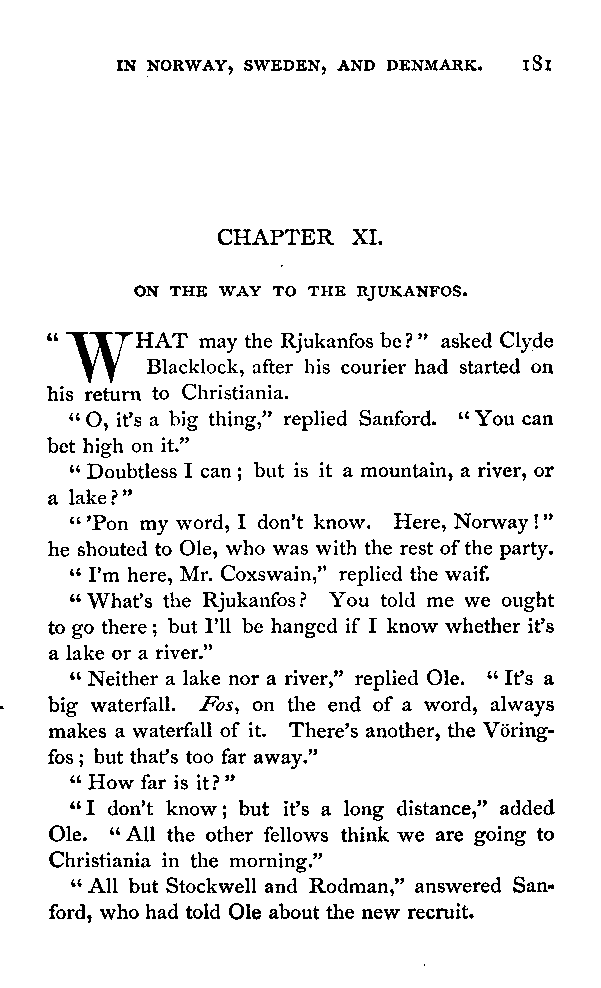 IN NORWAY, SWEDEN, AND DENMARK. 181
CHAPTER XI.
ON THE WAY TO THE RJUKANFOS.
“WHAT may the Rjukanfos be?” asked Clyde
Blacklock, after his courier had started on
his return to Christiania.
“O, it’s a big thing,” replied Sanford. “You can
bet high on it.”
“Doubtless I can; but is it a mountain, a river, or
a lake?”
“’Pon my word, I don’t know. Here, Norway!”
he shouted to Ole, who was with the rest of the party.
“I’m here, Mr. Coxswain,” replied the waif.
“What’s the Rjukanfos? You told me we ought
to go there; but I’ll be hanged if I know whether it’s
a lake or a river.”
“Neither a lake nor a river,” replied Ole. “It’s a
big waterfall. Fos, on the end of a word, always
makes a waterfall of it. There’s another, the Vöring-
fos; but that’s too far away.”
“How far is it?”
“I don’t know; but it’s a long distance,” added
Ole. “All the other fellows think we are going to
Christiania in the morning.”
“All but Stockwell and Rodman,” answered San-
ford, who had told Ole about the new recruit.